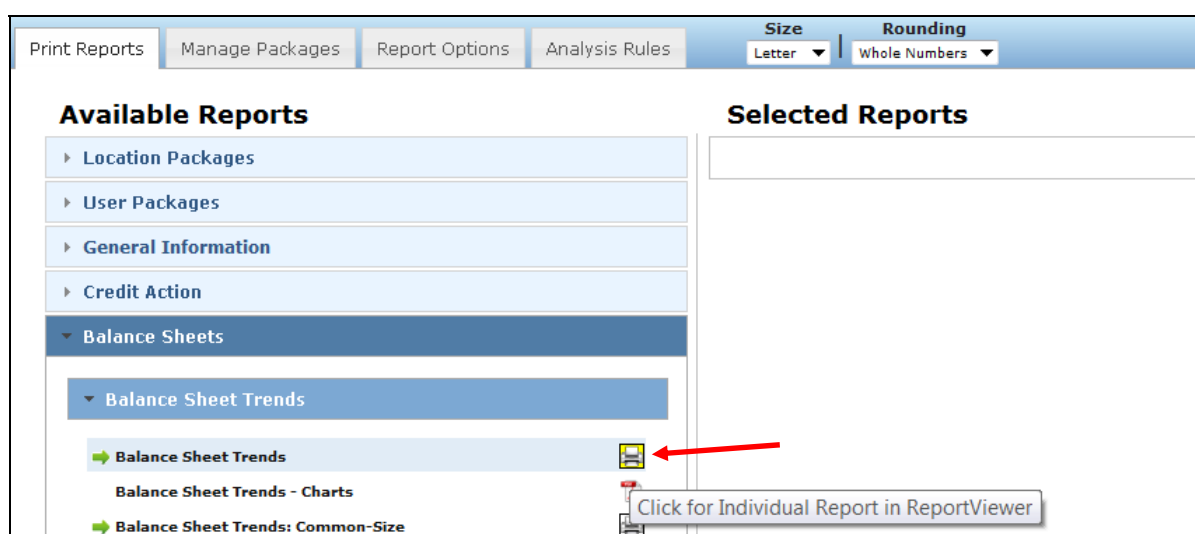 Size Rounding
Print Reports Manage Packages Report Options Analysis Rules
Letter | Whole Numbers
Available Reports
Selected Reports
Location Packages
User Packages
General Information
Credit Action
Balance Sheets
Balance Sheet Trends
Balance Sheet Trends
Balance Sheet Trends - Charts
Click for Individual Report in ReportViewer
Balance Sheet Trends: Common-Size